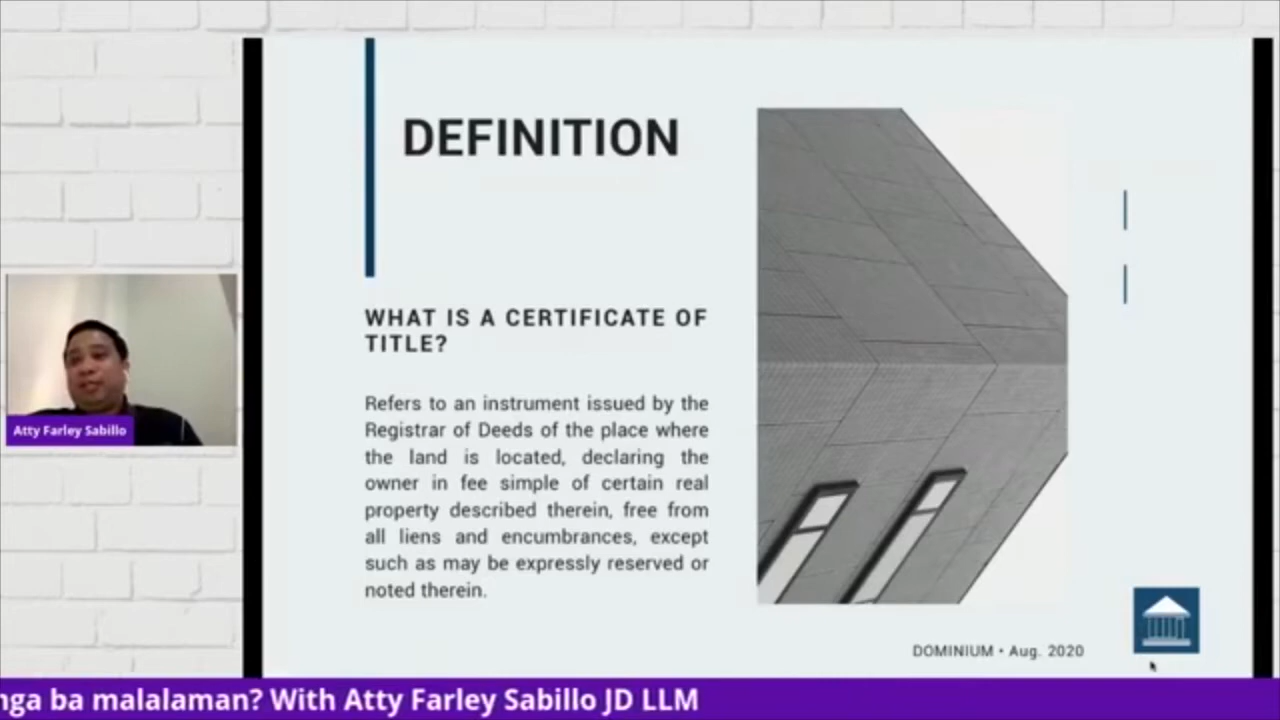 DEFINITION
WHAT IS A CERTIFICATE OF
TITLE?
Refers to an instrument issued by the
Registrar of Deeds of the place where
the land is located, declaring the
owner in fee simple of certain real
property described therein, free from
all liens and encumbrances, except
such as may be expressly reserved or
noted therein.
Atty Farley Sabillo
DOMINIUM • Aug. 2020
nga ba malalaman? With Atty Farley Sabillo JD LLM